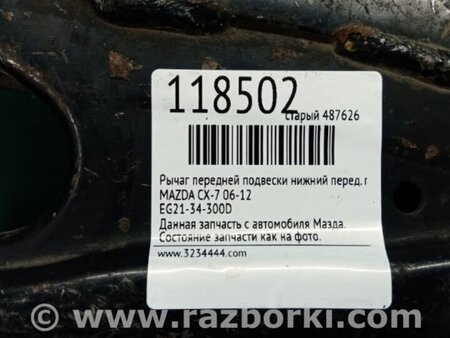 118502
старый 487626
Рычаг передней подвески нижний перед. г
MAZDA CX-7 06-12
EG21-34-300D
Данная запчасть с автомобиля Мазда.
Состояние запчасти как на фото.
www.3234444.com
© www.razborki.com